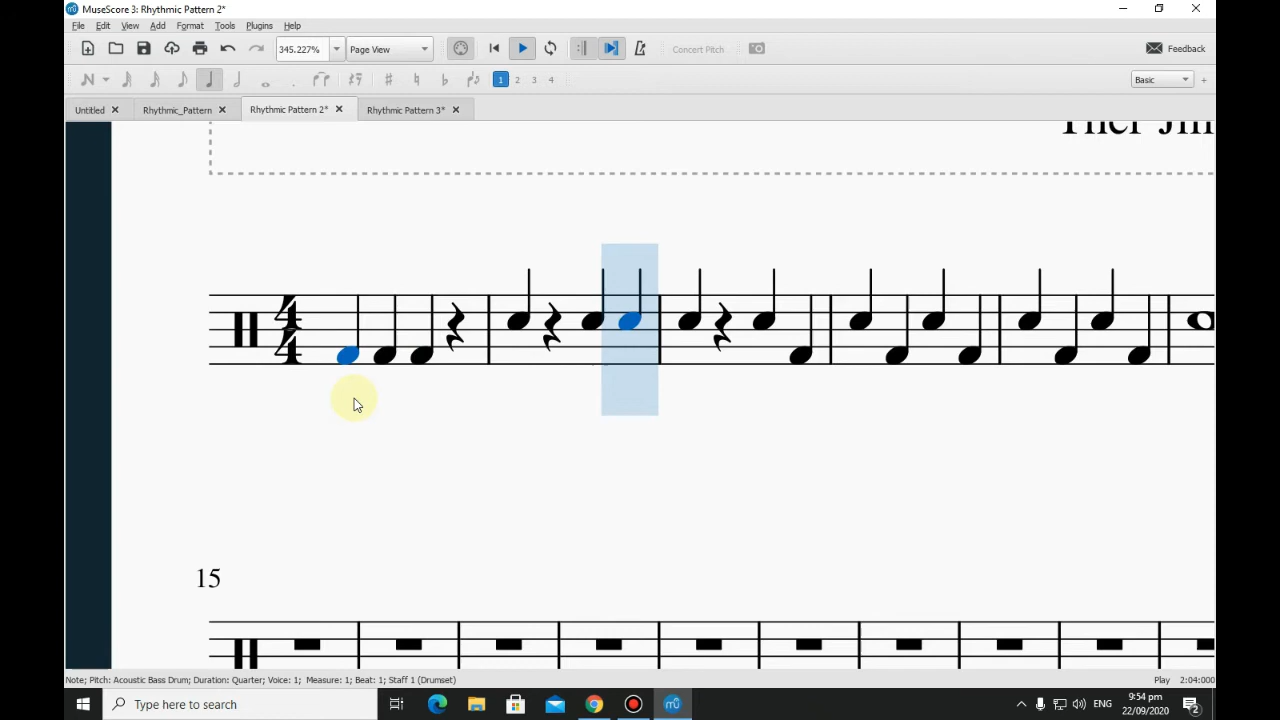 MuseScore 3: Rhythmic Pattern 2*
File Edit View Add Format Tools Plugins Help
345.227% Page View Concert Pitch Feedback
1 2 3 4 Basic +
Untitled Rhythmic_Pattern Rhythmic Pattern 2* Rhythmic Pattern 3*
4
4
15
Note; Pitch: Acoustic Bass Drum; Duration: Quarter; Voice: 1; Measure: 1; Beat: 1; Staff 1 (Drumset) Play 2:04:000
Type here to search ENG 9:54 pm
22/09/2020 2